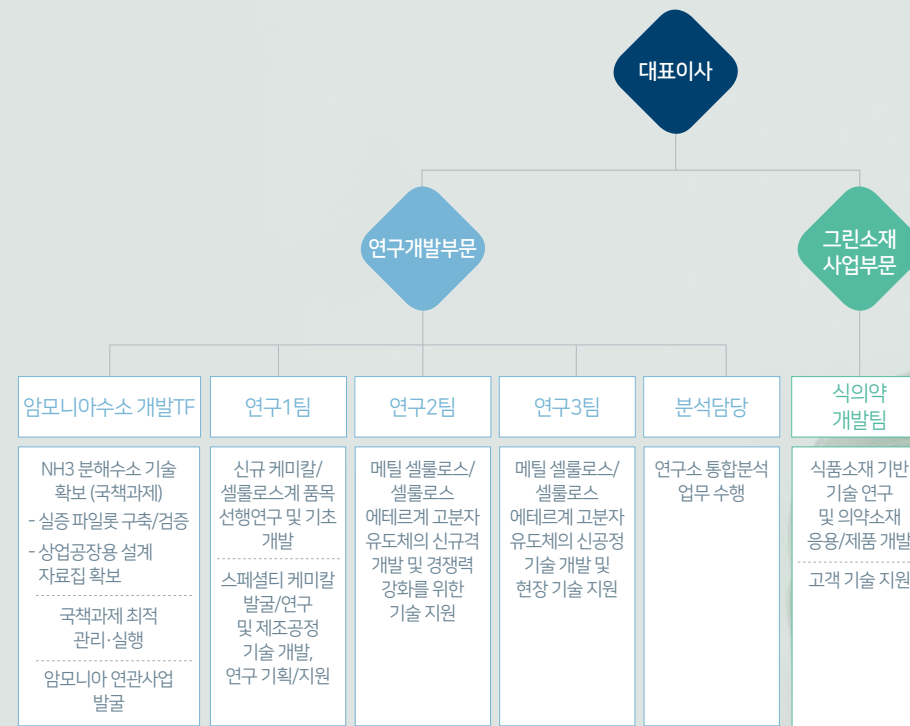 대표이사
연구개발부문
그린소재
사업부문
암모니아수소 개발TF
연구1팀
연구2팀
연구3팀
분석담당
식의약
개발팀
NH3 분해수소 기술
확보 (국책과제)
- 실증 파일롯 구축/검증
- 상업공장용 설계
자료집 확보
국책과제 최적
관리·실행
암모니아 연관사업
발굴
신규 케미칼/
셀룰로스계 품목
선행연구 및 기초
개발
스페셜티 케미칼
발굴/연구
및 제조공정
기술 개발,
연구 기획/지원
메틸 셀룰로스/
셀룰로스
에테르계 고분자
유도체의 신규격
개발 및 경쟁력
강화를 위한
기술 지원
메틸 셀룰로스/
셀룰로스
에테르계 고분자
유도체의 신공정
기술 개발 및
현장 기술 지원
연구소 통합분석
업무 수행
식품소재 기반
기술 연구
및 의약소재
응용/제품 개발
고객 기술 지원